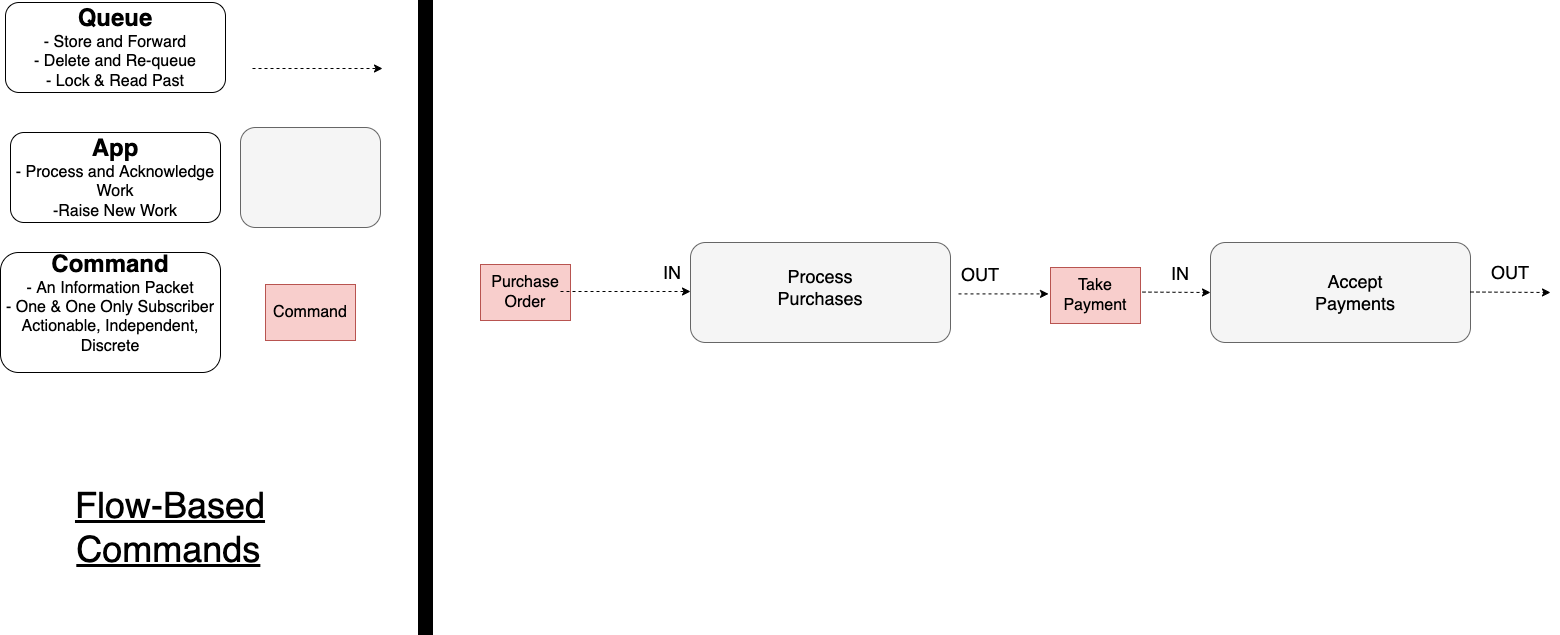 Queue
- Store and Forward
- Delete and Re-queue
- Lock & Read Past
App
- Process and Acknowledge
Work
-Raise New Work
Command
- An Information Packet
- One & One Only Subscriber
Actionable, Independent,
Discrete
Command
Flow-Based
Commands
Purchase
Order
IN
Process
Purchases
OUT
Take
Payment
IN
Accept
Payments
OUT